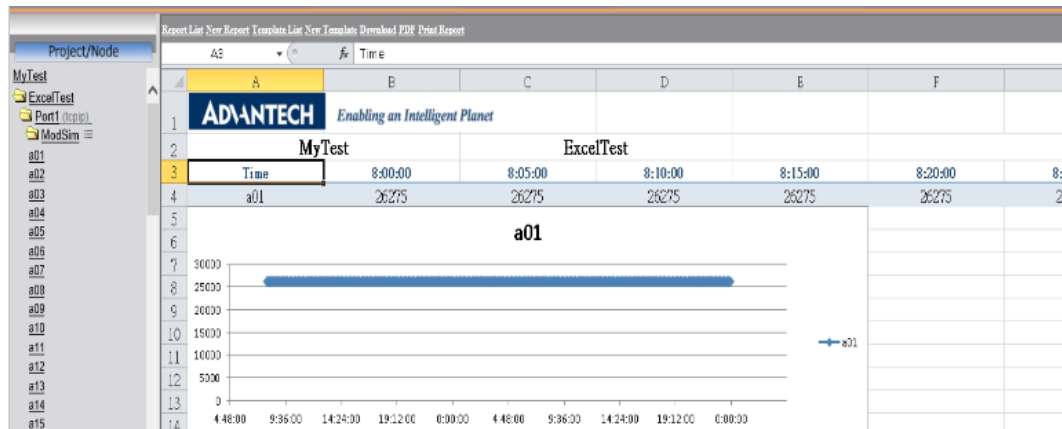 Report List New Report Template List New Template Download PDF Print Report
Project/Node
A3 fx Time
MyTest
ExcelTest
Port1 (tcpip)
ModSim
a01
a02
a03
a04
a05
a06
a07
a08
a09
a10
a11
a12
a13
a14
a15
A B C D E F
1 ADVANTECH Enabling an Intelligent Planet
2 MyTest ExcelTest
3 Time 8:00:00 8:05:00 8:10:00 8:15:00 8:20:00 8:
4 a01 26275 26275 26275 26275 26275 2
5
6
7
8
9
10
11
12
13
14
a01
30000
25000
20000
15000
10000
5000
0
4:48:00 9:36:00 14:24:00 19:12:00 0:00:00 4:48:00 9:36:00 14:24:00 19:12:00 0:00:00
a01